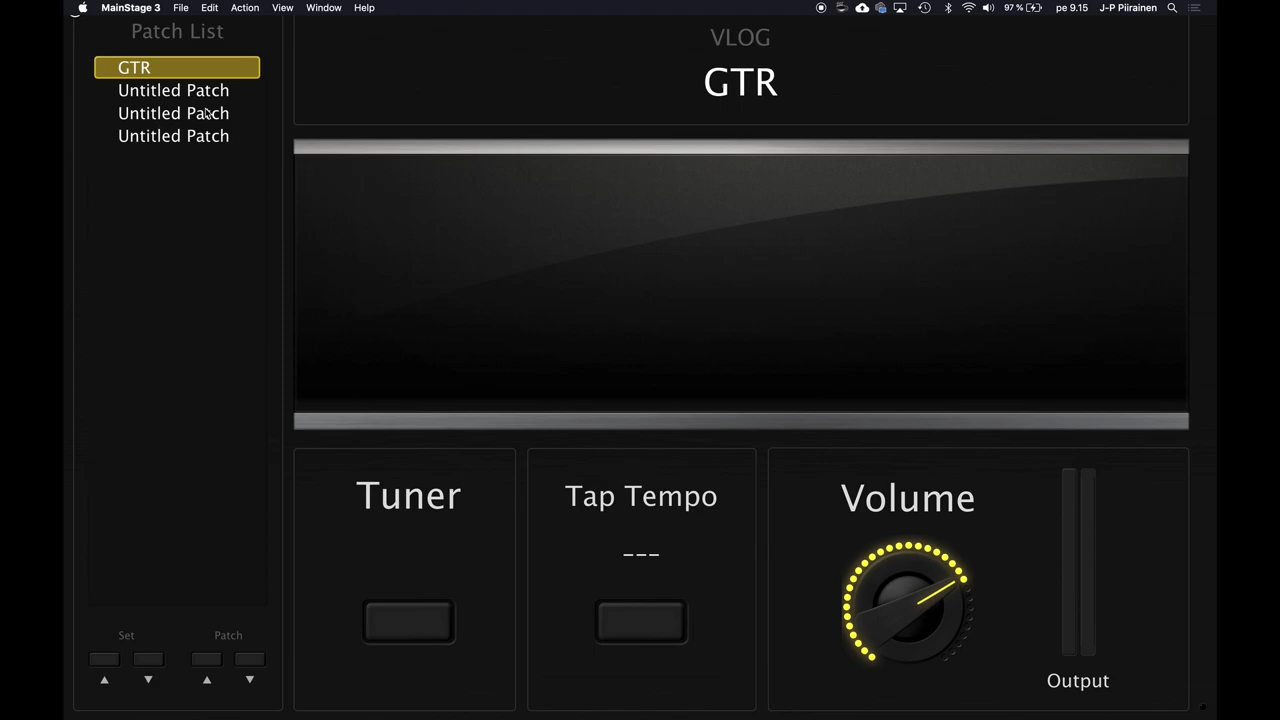 MainStage 3 File Edit Action View Window Help 97 % pe 9.15 J-P Piirainen
Patch List
GTR
Untitled Patch
Untitled Patch
Untitled Patch
Set Patch
VLOG
GTR
Tuner
Tap Tempo
---
Volume
Output